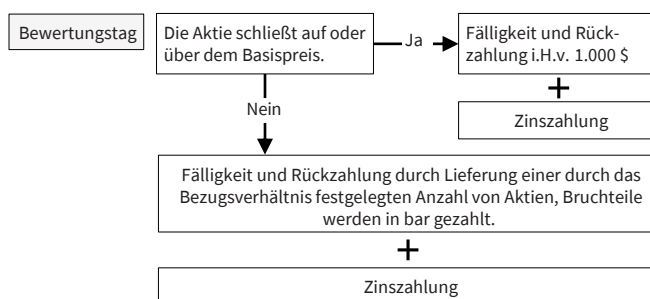 Bewertungstag
Die Aktie schließt auf oder
über dem Basispreis.
Ja
Fälligkeit und Rück-
zahlung i.H.v. 1.000 $
+
Zinszahlung
Nein
Fälligkeit und Rückzahlung durch Lieferung einer durch das
Bezugsverhältnis festgelegten Anzahl von Aktien, Bruchteile
werden in bar gezahlt.
+
Zinszahlung